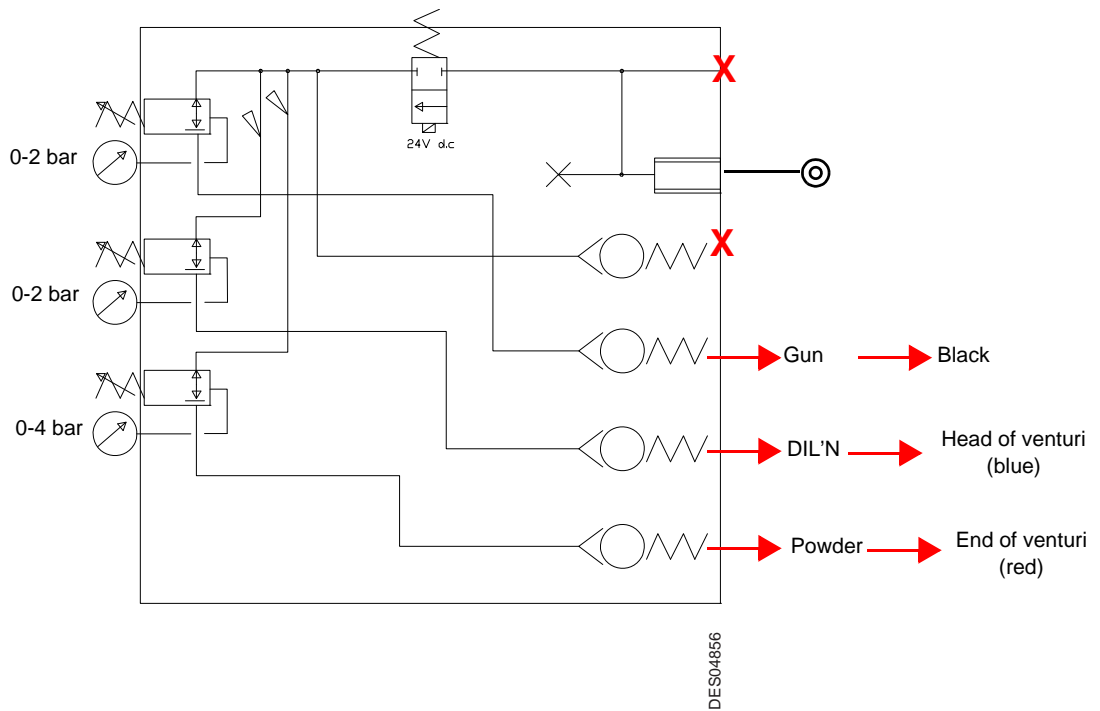 X
24V d.c
0-2 bar
X
0-2 bar
Gun
Black
0-4 bar
DIL'N
Head of venturi
(blue)
Powder
End of venturi
(red)
DES04856